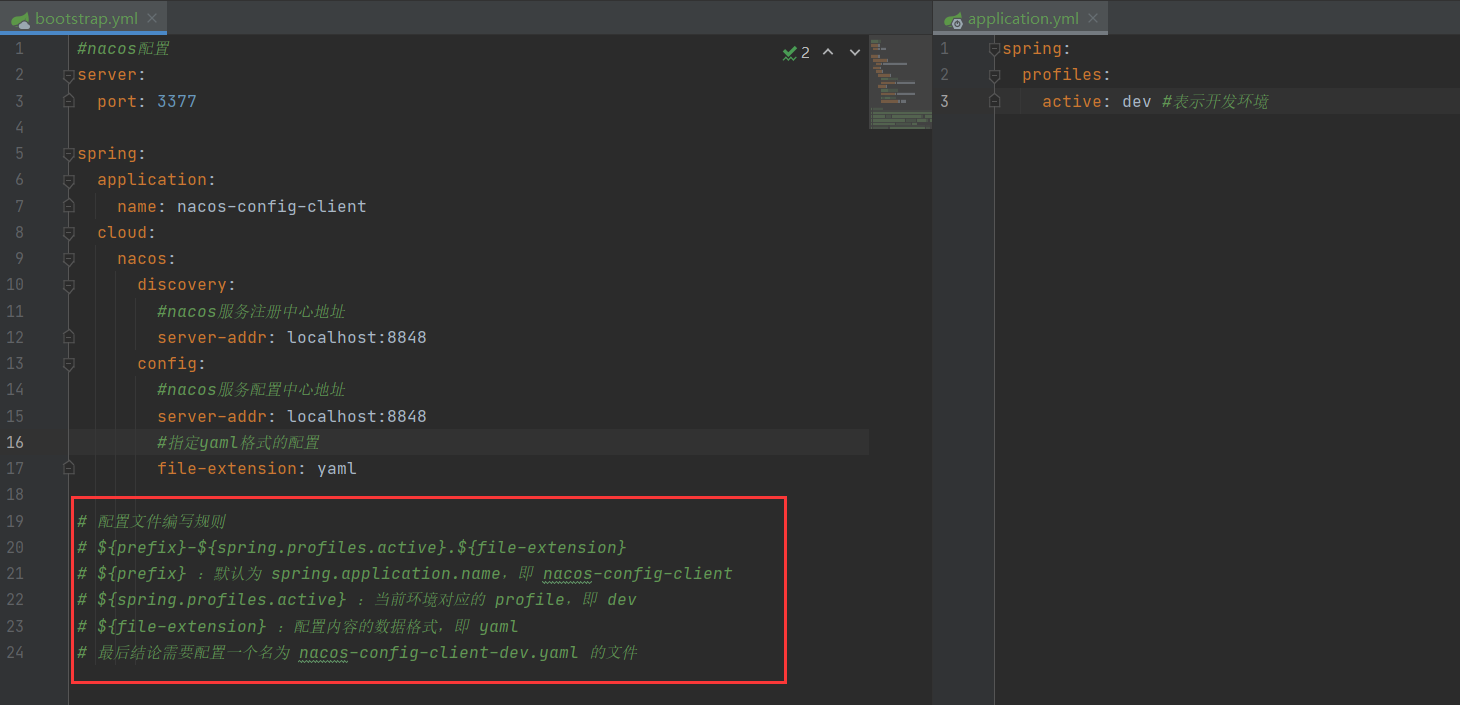 bootstrap.yml
application.yml
2
1 #nacos配置
2 server:
3   port: 3377
4
5 spring:
6   application:
7     name: nacos-config-client
8   cloud:
9     nacos:
10       discovery:
11         #nacos服务注册中心地址
12         server-addr: localhost:8848
13       config:
14         #nacos服务配置中心地址
15         server-addr: localhost:8848
16         #指定yaml格式的配置
17         file-extension: yaml
18
19 # 配置文件编写规则
20 # ${prefix}-${spring.profiles.active}.${file-extension}
21 # ${prefix} ：默认为 spring.application.name，即 nacos-config-client
22 # ${spring.profiles.active} ：当前环境对应的 profile，即 dev
23 # ${file-extension} ：配置内容的数据格式，即 yaml
24 # 最后结论需要配置一个名为 nacos-config-client-dev.yaml 的文件
1 spring:
2   profiles:
3     active: dev #表示开发环境